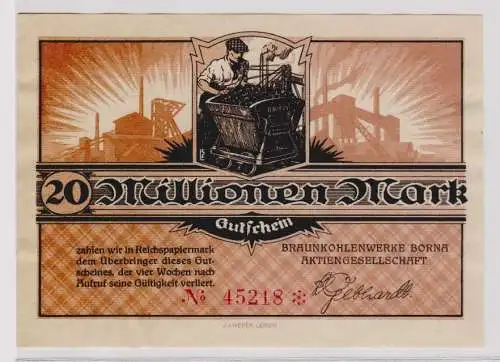 20 Millionen Mark
Gutschein
zahlen wir in Reichspapiermark
dem Überbringer dieses Gut-
scheines, der vier Wochen nach
Aufruf seine Gültigkeit verliert.
BRAUNKOHLENWERKE BORNA
AKTIENGESELLSCHAFT
Gebhardt
№ 45218 *